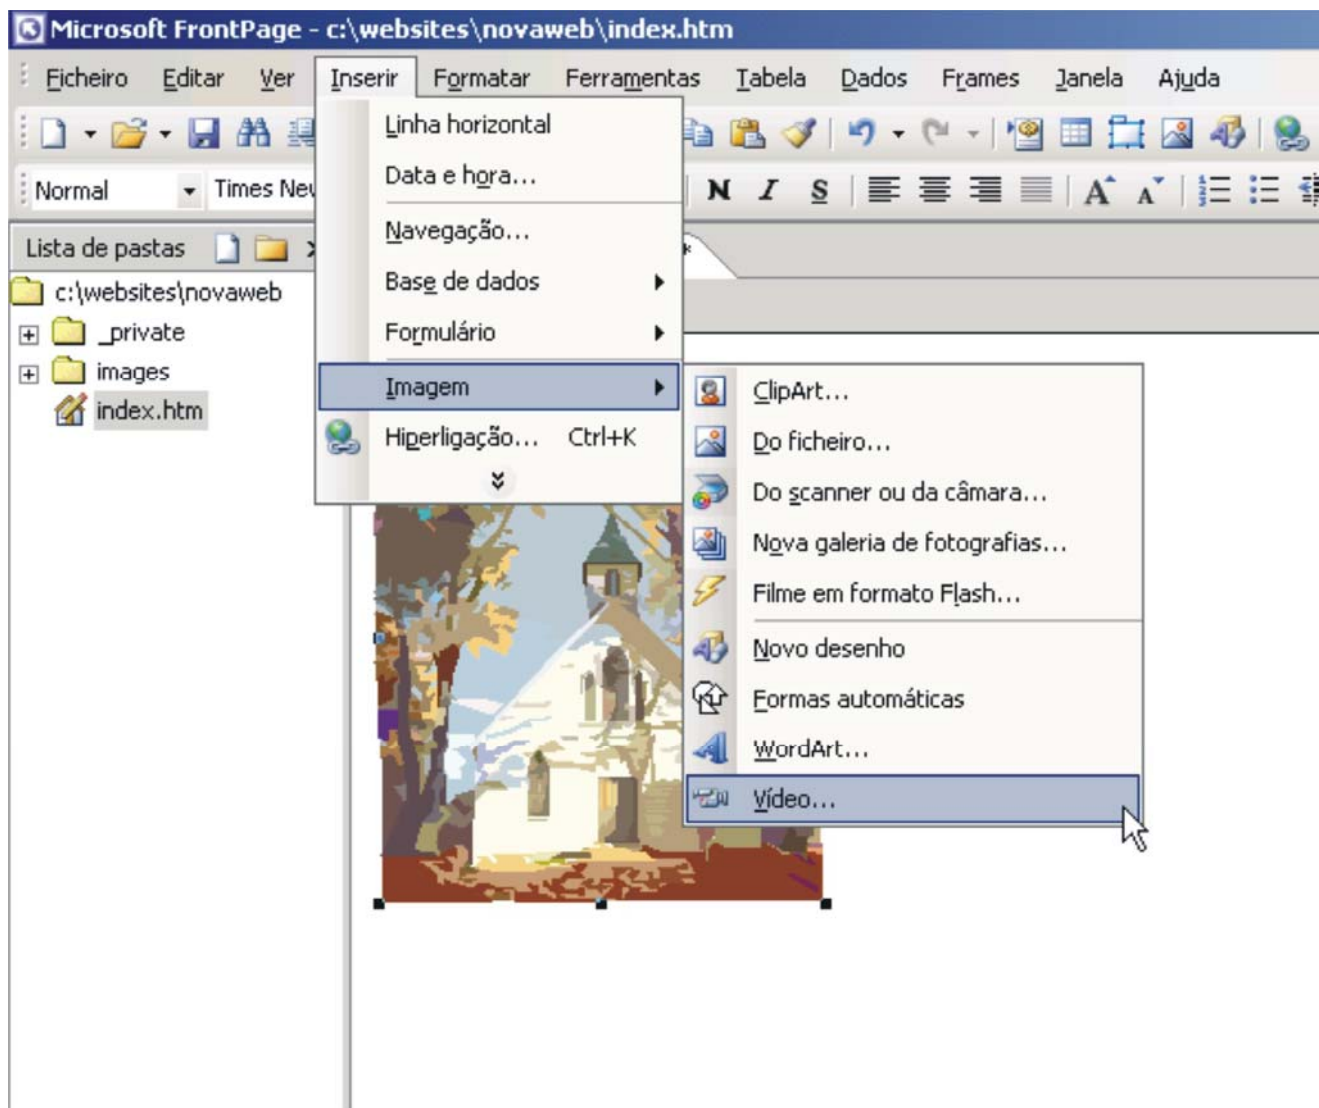 Microsoft FrontPage - c:\websites\novaweb\index.htm
Ficheiro Editar Ver Inserir Formatar Ferramentas Tabela Dados Frames Janela Ajuda
Normal Times N I S A A
Lista de pastas
c:\websites\novaweb
_private
images
index.htm
Linha horizontal
Data e hora...
Navegação...
Base de dados
Formulário
Imagem
Hiperligação... Ctrl+K
ClipArt...
Do ficheiro...
Do scanner ou da câmara...
Nova galeria de fotografias...
Filme em formato Flash...
Novo desenho
Formas automáticas
WordArt...
Vídeo...